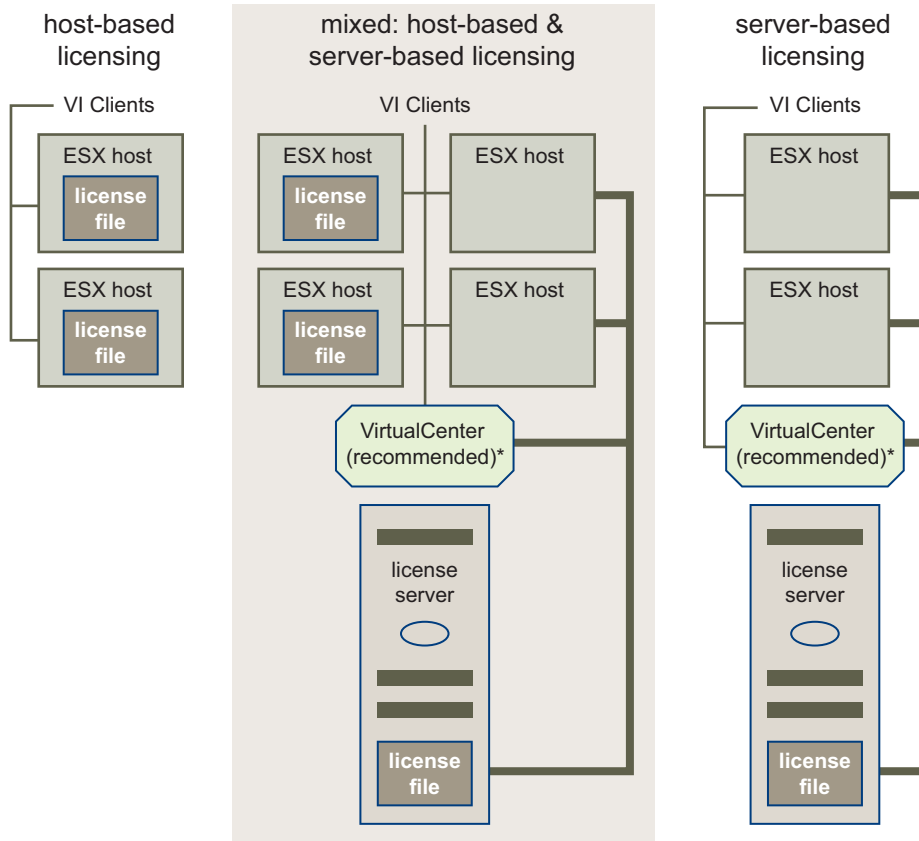 host-based
licensing
VI Clients
ESX host
license
file
ESX host
license
file
mixed: host-based &
server-based licensing
VI Clients
ESX host
license
file
ESX host
ESX host
license
file
ESX host
VirtualCenter
(recommended)*
license
server
license
file
server-based
licensing
VI Clients
ESX host
ESX host
VirtualCenter
(recommended)*
license
server
license
file